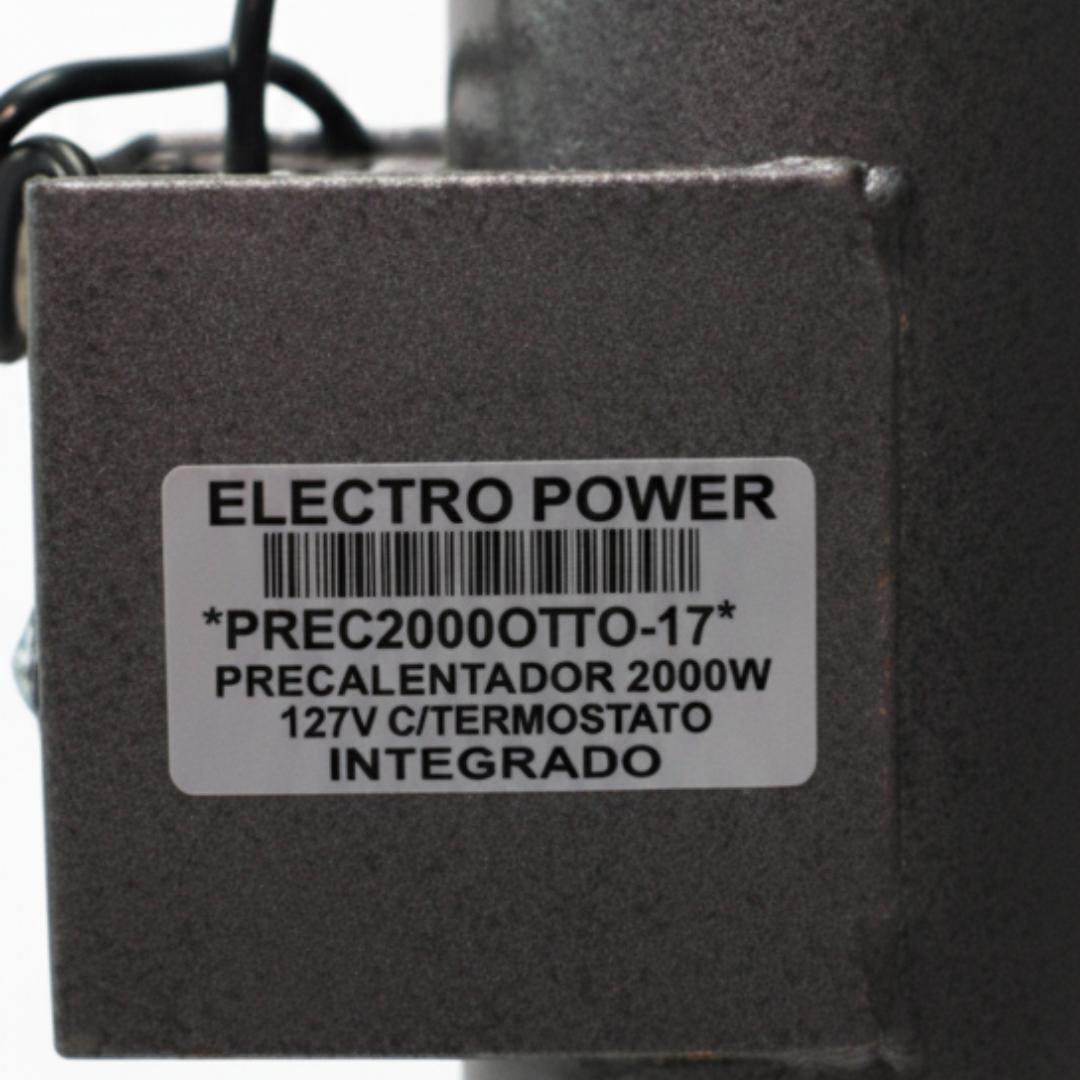 ELECTRO POWER
*PREC2000OTTO-17*
PRECALENTADOR 2000W
127V C/TERMOSTATO
INTEGRADO